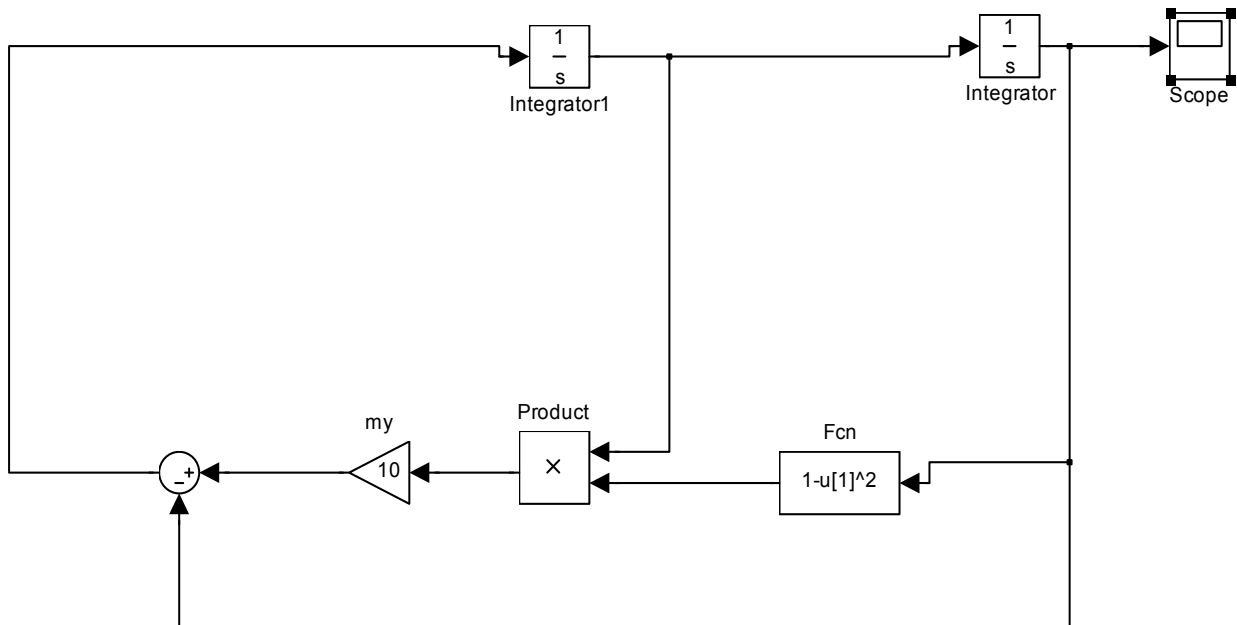 1
s
Integrator1
1
s
Integrator
Scope
Product
×
my
10
Fcn
1-u[1]^2
+
−